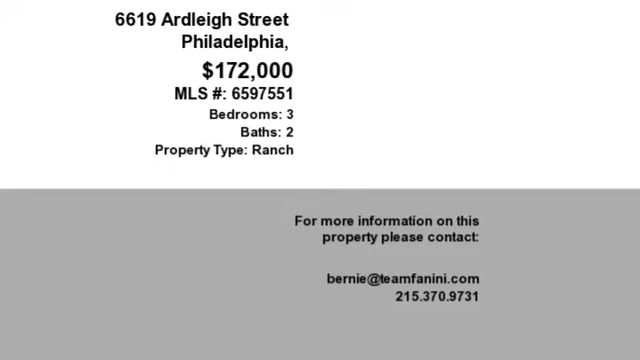 6619 Ardleigh Street
Philadelphia,
$172,000
MLS #: 6597551
Bedrooms: 3
Baths: 2
Property Type: Ranch
For more information on this
property please contact:
bernie@teamfanini.com
215.370.9731